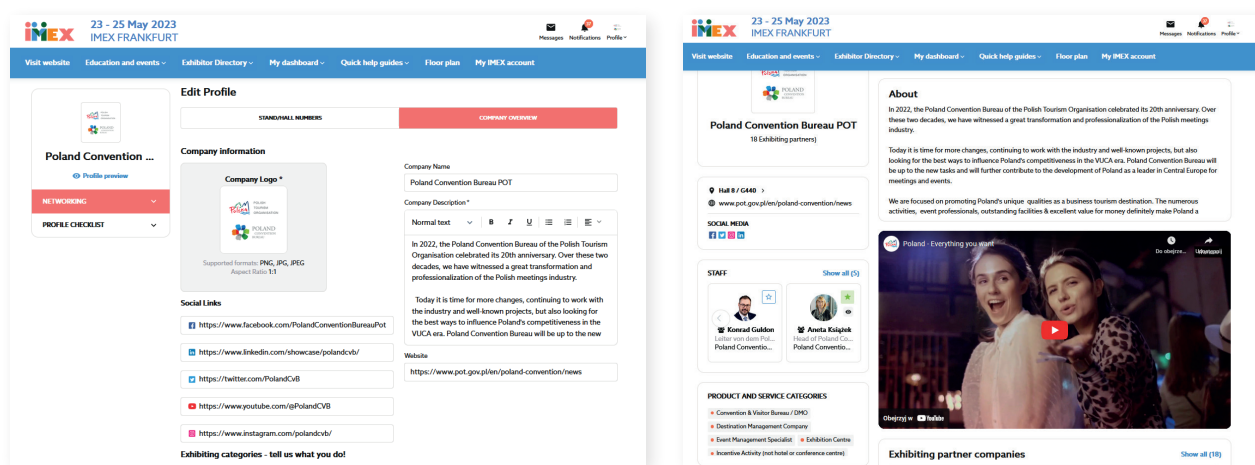 IMEX
23 - 25 May 2023
IMEX FRANKFURT
Messages
Notifications
Profile
Visit website
Education and events
Exhibitor Directory
My dashboard
Quick help guides
Floor plan
My IMEX account
Poland Convention ...
Profile preview
NETWORKING
PROFILE CHECKLIST
Edit Profile
STAND/HALL NUMBERS
COMPANY OVERVIEW
Company information
Company Logo *
Polska
POLISH
TOURISM
ORGANISATION
POLAND
CONVENTION
BUREAU
Supported formats: PNG, JPG, JPEG
Aspect Ratio 1:1
Social Links
https://www.facebook.com/PolandConventionBureauPot
https://www.linkedin.com/showcase/polandcvb/
https://twitter.com/PolandCvB
https://www.youtube.com/@PolandCVB
https://www.instagram.com/polandcvb/
Exhibiting categories - tell us what you do!
Company Name
Poland Convention Bureau POT
Company Description *
Normal text
B
I
U
In 2022, the Poland Convention Bureau of the Polish Tourism
Organisation celebrated its 20th anniversary. Over these two
decades, we have witnessed a great transformation and
professionalization of the Polish meetings industry.
Today it is time for more changes, continuing to work with
the industry and well-known projects, but also looking for
the best ways to influence Poland's competitiveness in the
VUCA era. Poland Convention Bureau will be up to the new
Website
https://www.pot.gov.pl/en/poland-convention/news
IMEX
23 - 25 May 2023
IMEX FRANKFURT
Messages
Notifications
Profile
Visit website
Education and events
Exhibitor Directory
My dashboard
Quick help guides
Floor plan
My IMEX account
ORGANISATION
POLAND
CONVENTION
BUREAU
Poland Convention Bureau POT
18 Exhibiting partners)
Hall 8 / G440 >
www.pot.gov.pl/en/poland-convention/news
SOCIAL MEDIA
STAFF
Show all (5)
Konrad Guldon
Leiter von dem Pol...
Poland Conventio...
Aneta Książek
Head of Poland Co...
Poland Conventio...
PRODUCT AND SERVICE CATEGORIES
Convention & Visitor Bureau / DMO
Destination Management Company
Event Management Specialist
Exhibition Centre
Incentive Activity (not hotel or conference centre)
About
In 2022, the Poland Convention Bureau of the Polish Tourism Organisation celebrated its 20th anniversary. Over
these two decades, we have witnessed a great transformation and professionalization of the Polish meetings
industry.
Today it is time for more changes, continuing to work with the industry and well-known projects, but also
looking for the best ways to influence Poland's competitiveness in the VUCA era. Poland Convention Bureau will
be up to the new tasks and will further contribute to the development of Poland as a leader in Central Europe for
meetings and events.
We are focused on promoting Poland's unique qualities as a business tourism destination. The numerous
activities, event professionals, outstanding facilities & excellent value for money definitely make Poland a
Poland - Everything you want
Do obejrze...
Udostępnij
Obejrzyj w YouTube
Exhibiting partner companies
Show all (18)